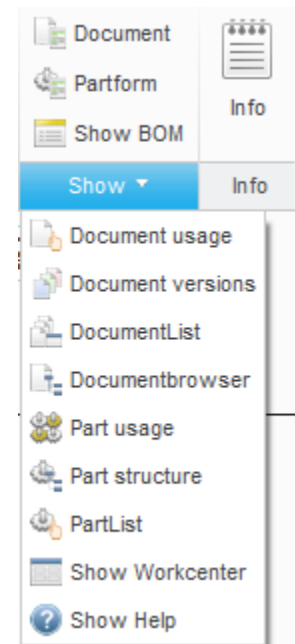 Document
Partform
Show BOM
Info
Show
Info
Document usage
Document versions
DocumentList
Documentbrowser
Part usage
Part structure
PartList
Show Workcenter
Show Help